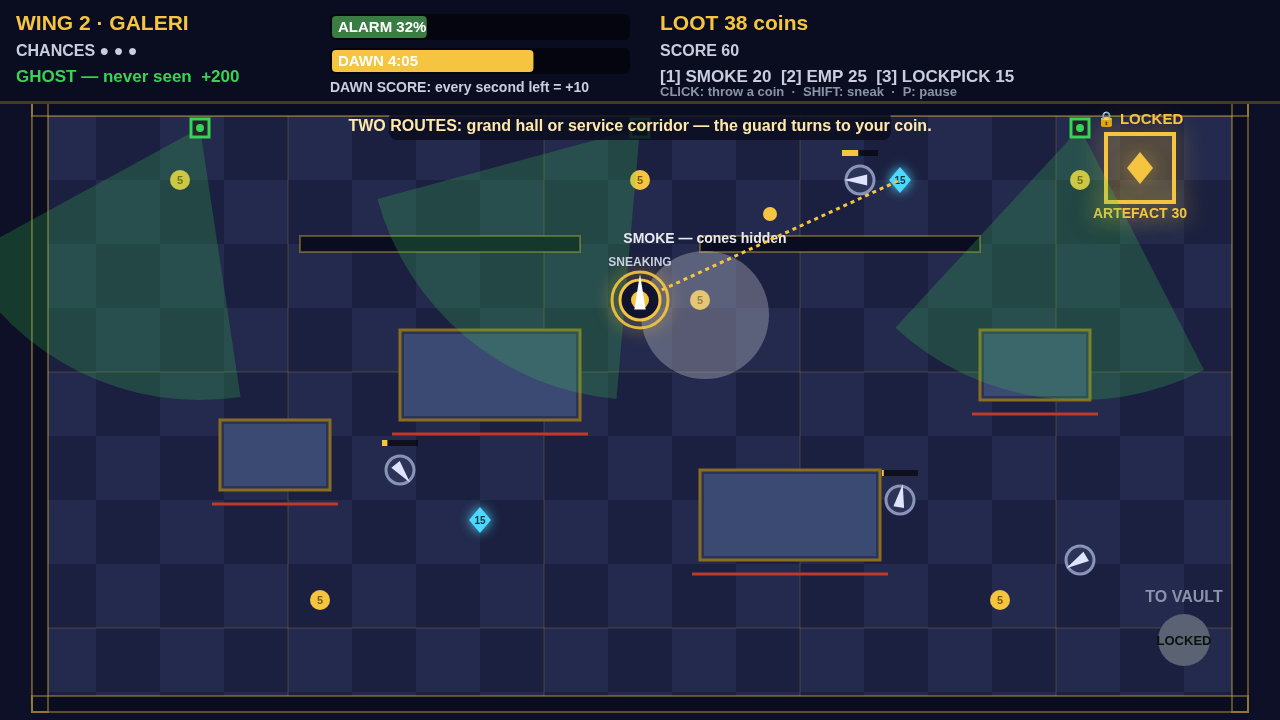 WING 2 · GALERI
CHANCES ● ● ●
GHOST — never seen +200
ALARM 32%
DAWN 4:05
DAWN SCORE: every second left = +10
LOOT 38 coins
SCORE 60
[1] SMOKE 20 [2] EMP 25 [3] LOCKPICK 15
CLICK: throw a coin · SHIFT: sneak · P: pause
TWO ROUTES: grand hall or service corridor — the guard turns to your coin.
🔒 LOCKED
5
5
15
5
ARTEFACT 30
SMOKE — cones hidden
SNEAKING
5
15
5
5
TO VAULT
LOCKED